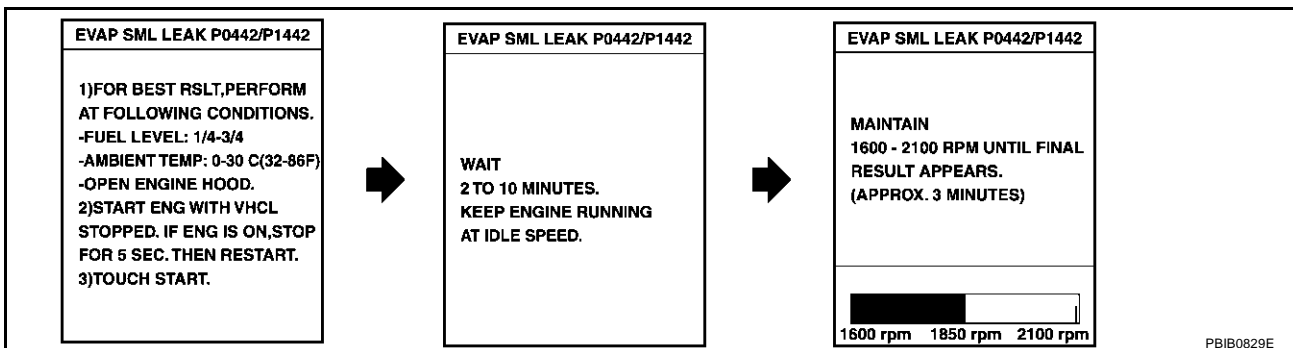 EVAP SML LEAK P0442/P1442
1)FOR BEST RSLT,PERFORM
AT FOLLOWING CONDITIONS.
-FUEL LEVEL: 1/4-3/4
-AMBIENT TEMP: 0-30 C(32-86F)
-OPEN ENGINE HOOD.
2)START ENG WITH VHCL
STOPPED. IF ENG IS ON,STOP
FOR 5 SEC. THEN RESTART.
3)TOUCH START.
EVAP SML LEAK P0442/P1442
WAIT
2 TO 10 MINUTES.
KEEP ENGINE RUNNING
AT IDLE SPEED.
EVAP SML LEAK P0442/P1442
MAINTAIN
1600 - 2100 RPM UNTIL FINAL
RESULT APPEARS.
(APPROX. 3 MINUTES)
1600 rpm 1850 rpm 2100 rpm
PBIB0829E